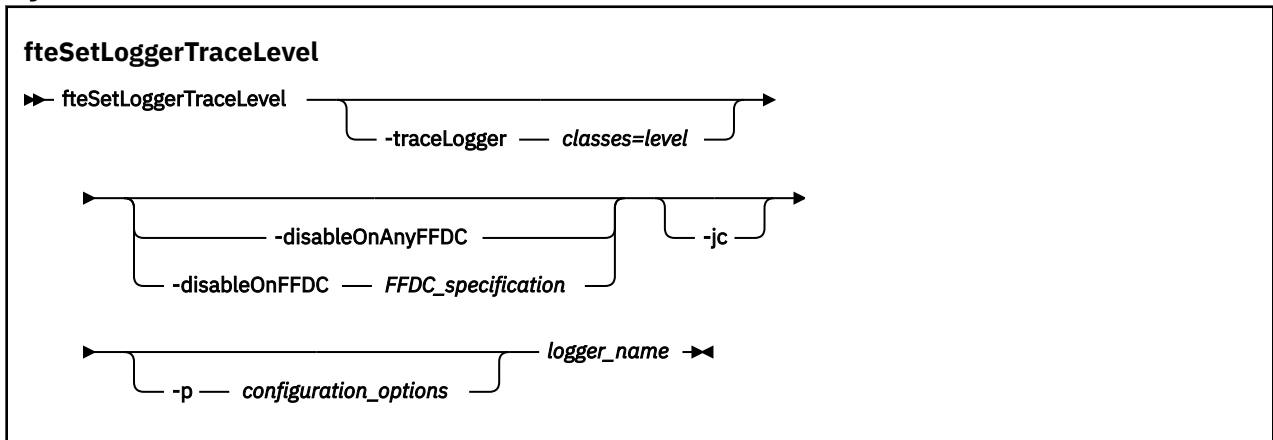 fteSetLoggerTraceLevel
fteSetLoggerTraceLevel
-traceLogger classes=level
-disableOnAnyFFDC
-jc
-disableOnFFDC FFDC_specification
logger_name
-p configuration_options